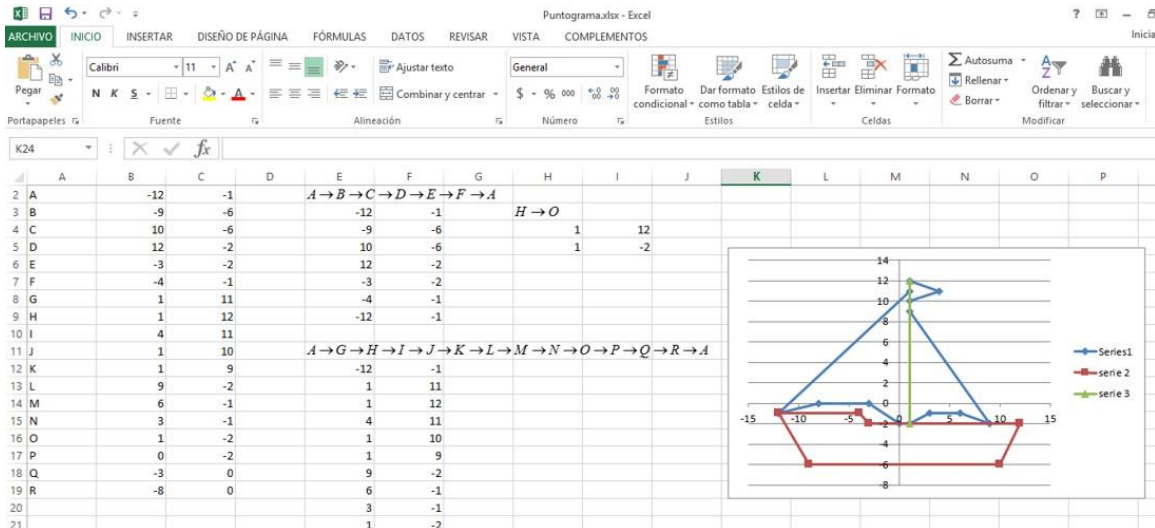 Puntograma.xlsx - Excel
ARCHIVO INICIO INSERTAR DISEÑO DE PÁGINA FÓRMULAS DATOS REVISAR VISTA COMPLEMENTOS Inicia
Calibri 11 Ajustar texto General Autosuma
Pegar Rellenar
N K S Combinar y centrar $ % 000 Formato condicional Dar formato como tabla Estilos de celda Insertar Eliminar Formato Borrar Ordenar y filtrar Buscar y seleccionar
Portapapeles Fuente Alineación Número Estilos Celdas Modificar
K24 fx
A B C D E F G H I J K L M N O P
2 A -12 -1 A→B→C→D→E→F→A
3 B -9 -6 -12 -1 H→O
4 C 10 -6 -9 -6 1 12
5 D 12 -2 10 -6 1 -2
6 E -3 -2 12 -2
7 F -4 -1 -3 -2
8 G 1 11 -4 -1
9 H 1 12 -12 -1
10 I 4 11
11 J 1 10 A→G→H→I→J→K→L→M→N→O→P→Q→R→A
12 K 1 9 -12 -1
13 L 9 -2 1 11
14 M 6 -1 1 12
15 N 3 -1 4 11
16 O 1 -2 1 10
17 P 0 -2 1 9
18 Q -3 0 9 -2
19 R -8 0 6 -1
20 3 -1
21 1 -2
14
12
10
8
6
4
2
0
-15 -10 -5 0 5 10 15
-2
-4
-6
-8
Series1
serie 2
serie 3